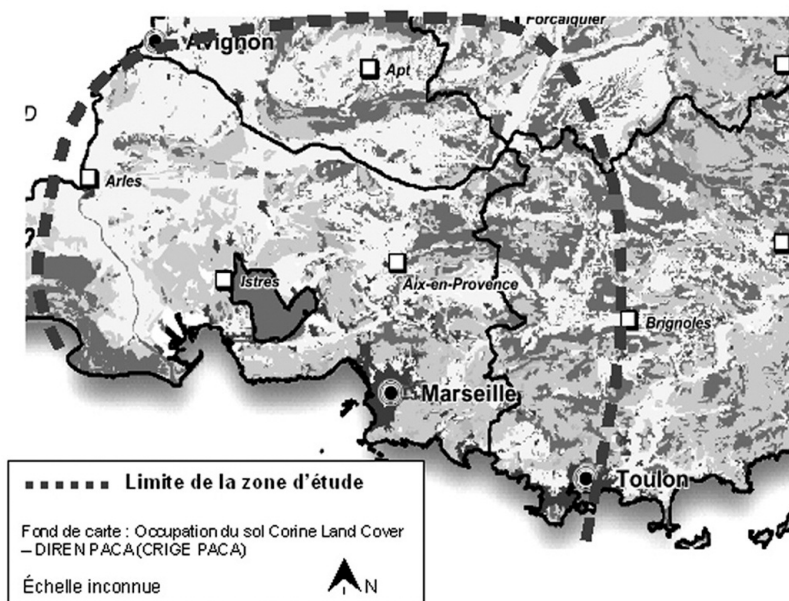 Forcalquier
Avignon
Apt
D
Arles
Istres
Aix-en-Provence
Brignoles
Marseille
Toulon
Limite de la zone d'étude
Fond de carte : Occupation du sol Corine Land Cover
– DIREN PACA (CRIGE PACA)
Échelle inconnue
N